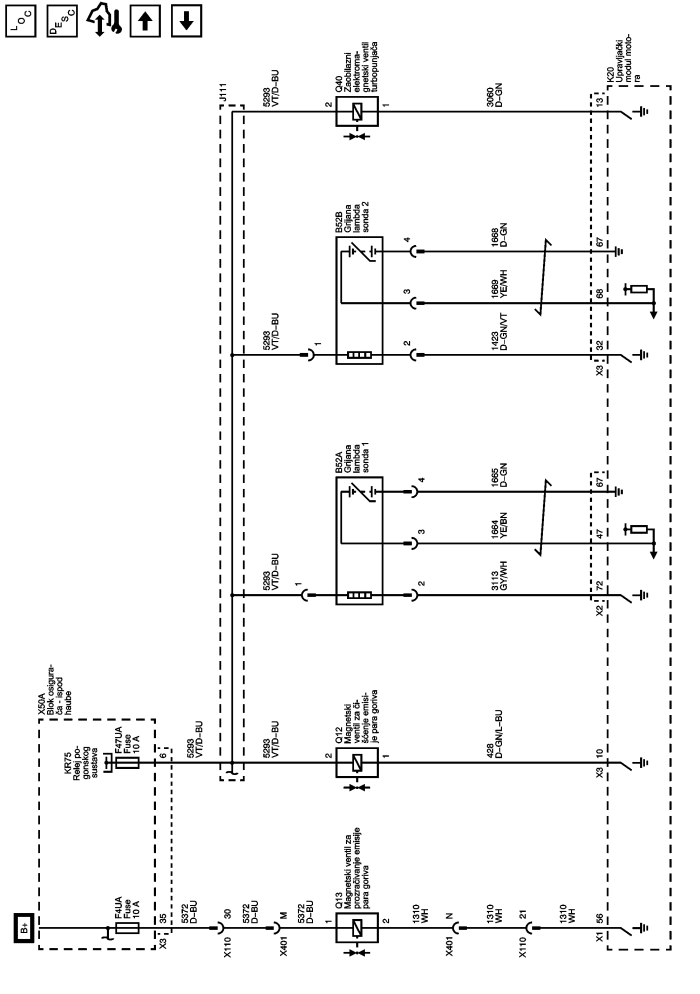 LOC
DESC
B+
X50A
Blok osigura-
ča - ispod
haube
KR75
Relej po-
gonskog
sustava
F4UA
Fuse
10 A
F47UA
Fuse
10 A
X3
35
6
5372
D-BU
5293
VT/D-BU
X110
30
5372
D-BU
X401
M
5372
D-BU
J111
5293
VT/D-BU
5293
VT/D-BU
5293
VT/D-BU
5293
VT/D-BU
1
1
Q13
Magnetski ventil za
prozračivanje emisije
para goriva
1
2
Q12
Magnetski
ventil za či-
šćenje emisi-
je para goriva
2
1
B52A
Grijana
lambda
sonda 1
2
3
4
B52B
Grijana
lambda
sonda 2
2
3
4
Q40
Zaobilazni
elektroma-
gnetski ventil
turbopunjača
2
1
1310
WH
X401
N
1310
WH
X110
21
1310
WH
428
D-GN/L-BU
3113
GY/WH
1664
YE/BN
1665
D-GN
1423
D-GN/VT
1669
YE/WH
1668
D-GN
3060
D-GN
X1
56
X3
10
X2
72
47
67
X3
32
68
67
13
K20
Upravljački
modul moto-
ra